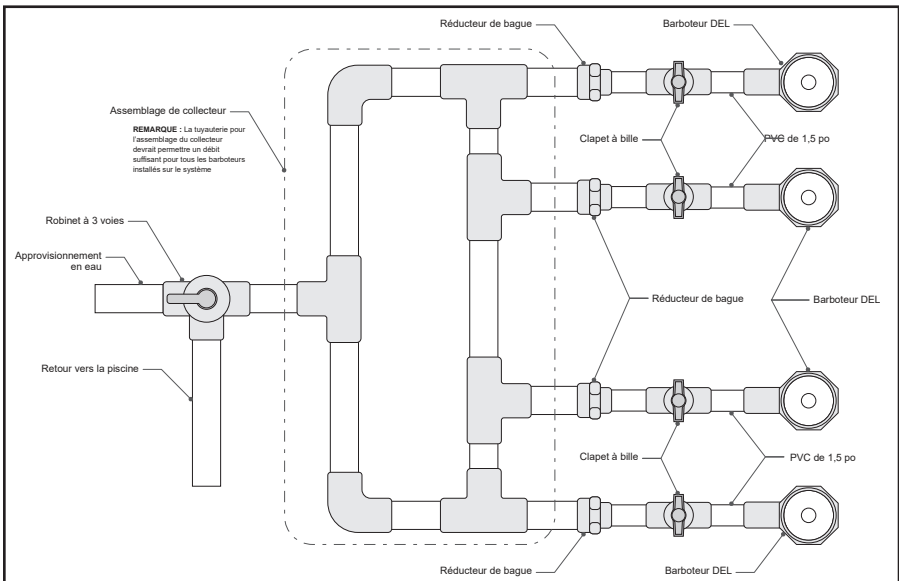 Réducteur de bague
Barboteur DEL
Assemblage de collecteur
REMARQUE : La tuyauterie pour
l'assemblage du collecteur
devrait permettre un débit
suffisant pour tous les barboteurs
installés sur le système
Clapet à bille
PVC de 1,5 po
Robinet à 3 voies
Approvisionnement
en eau
Réducteur de bague
Barboteur DEL
Retour vers la piscine
Clapet à bille
PVC de 1,5 po
Réducteur de bague
Barboteur DEL